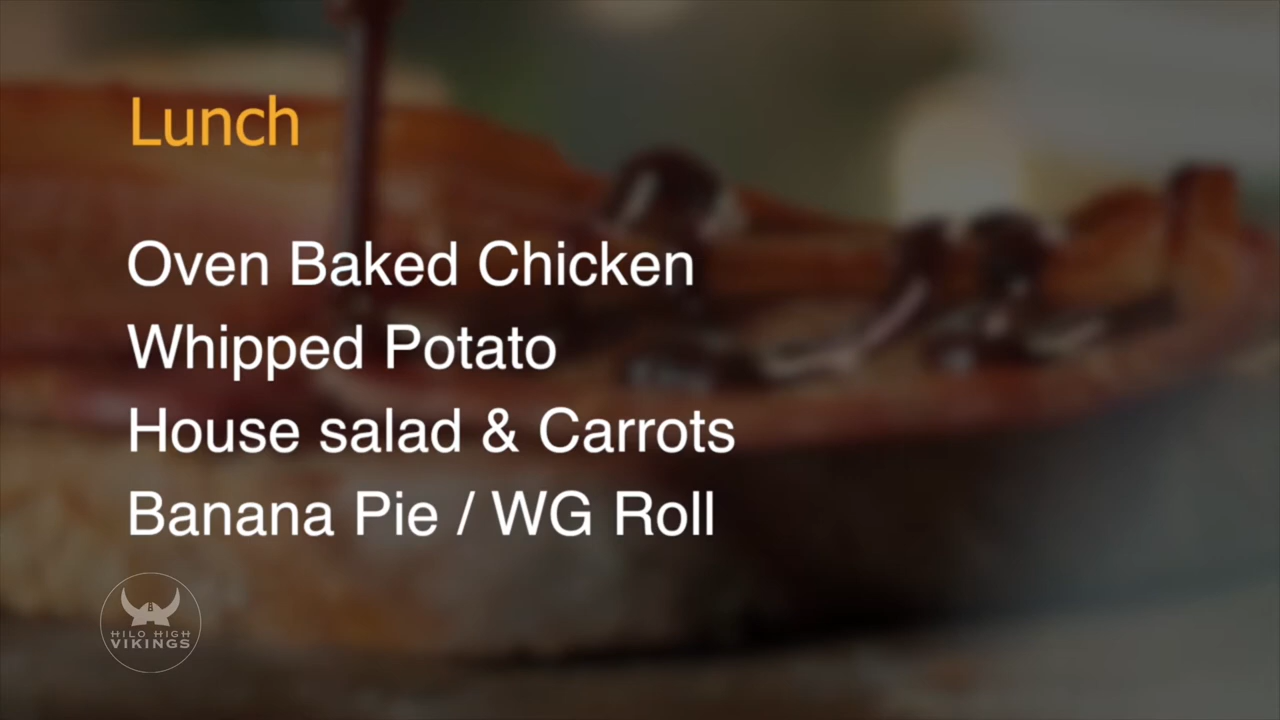 Lunch
Oven Baked Chicken
Whipped Potato
House salad & Carrots
Banana Pie / WG Roll
HILO HIGH
VIKINGS